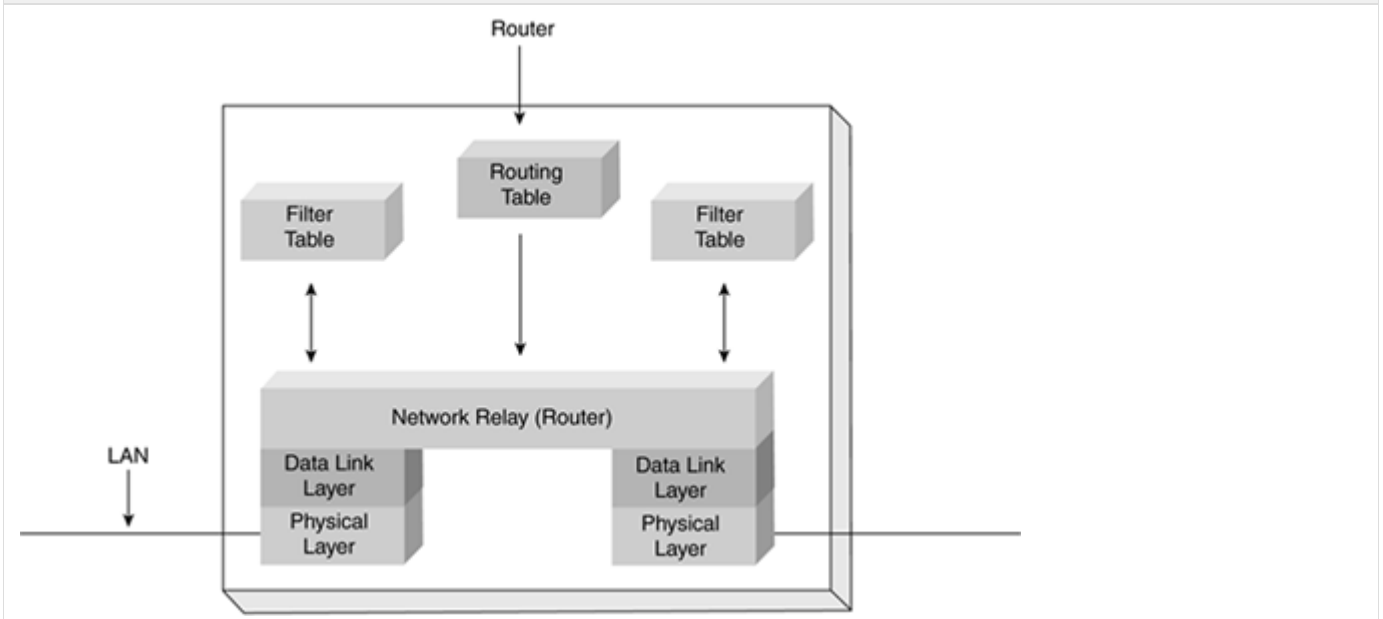 Router
Routing
Table
Filter
Table
Filter
Table
Network Relay (Router)
LAN
Data Link
Layer
Data Link
Layer
Physical
Layer
Physical
Layer